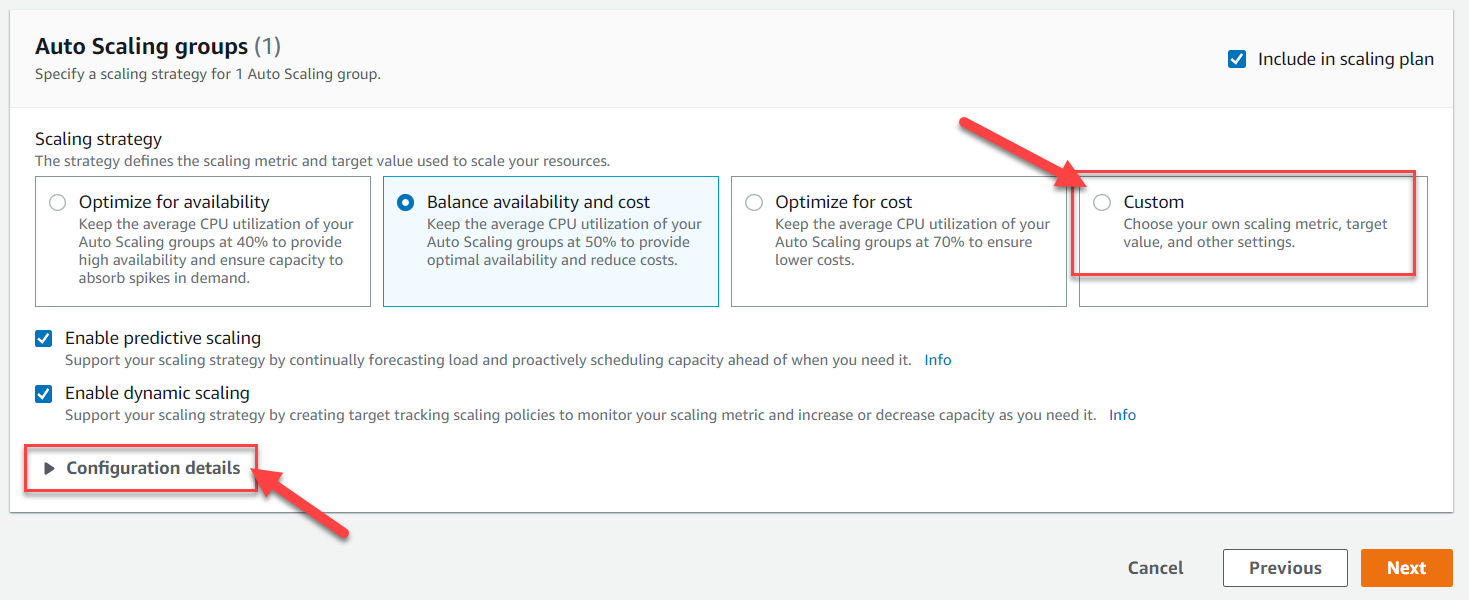 Auto Scaling groups (1)
Specify a scaling strategy for 1 Auto Scaling group.
Include in scaling plan
Scaling strategy
The strategy defines the scaling metric and target value used to scale your resources.
Optimize for availability
Keep the average CPU utilization of your
Auto Scaling groups at 40% to provide
high availability and ensure capacity to
absorb spikes in demand.
Balance availability and cost
Keep the average CPU utilization of your
Auto Scaling groups at 50% to provide
optimal availability and reduce costs.
Optimize for cost
Keep the average CPU utilization of your
Auto Scaling groups at 70% to ensure
lower costs.
Custom
Choose your own scaling metric, target
value, and other settings.
Enable predictive scaling
Support your scaling strategy by continually forecasting load and proactively scheduling capacity ahead of when you need it. Info
Enable dynamic scaling
Support your scaling strategy by creating target tracking scaling policies to monitor your scaling metric and increase or decrease capacity as you need it. Info
Configuration details
Cancel
Previous
Next